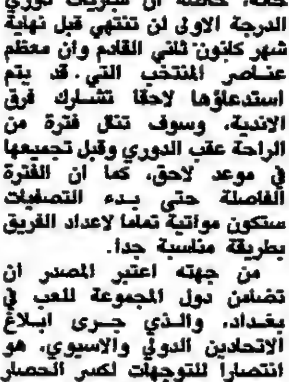 خاصة ان مباريات دوري
الدرجة الاولى لن تنتهي قبل نهاية
شهر كانون ثاني القادم وان معظم
عناصر المنتخب التي قد يتم
استدعاؤها لاحقا تشارك فرق
الاندية، وسوف تنال فترة من
الراحة عقب الدوري وقبل تجميعها
في موعد لاحق، كما ان الفترة
الفاصلة حتى بدء التصفيات
ستكون مواتية تماما لاعداد الفريق
بطريقة مناسبة جدا.
من جهته اعتبر المصدر ان
تضامن دول المجموعة للعب في
بغداد، والذي جرى ابلاغ
الاتحادين الدولي والاسيوي، هو
انتصارا للتوجهات لكسر الحصار